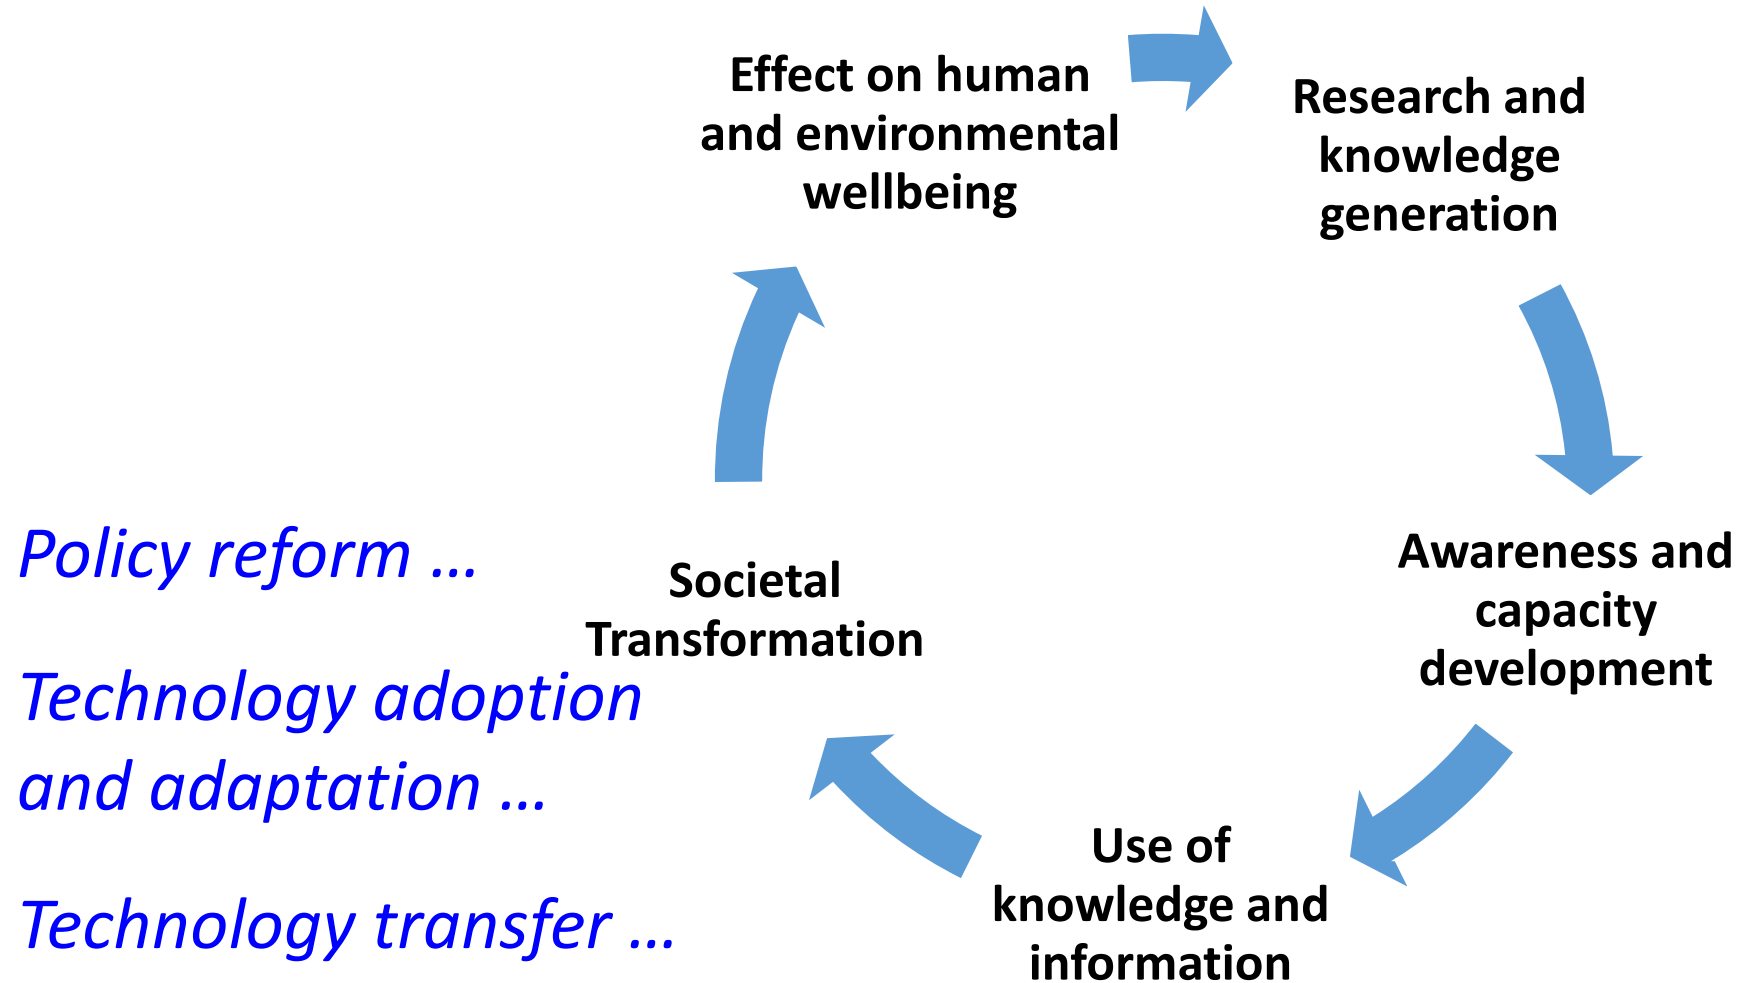 Effect on human
and environmental
wellbeing
Research and
knowledge
generation
Awareness and
capacity
development
Use of
knowledge and
information
Societal
Transformation
Policy reform ...
Technology adoption
and adaptation ...
Technology transfer ...